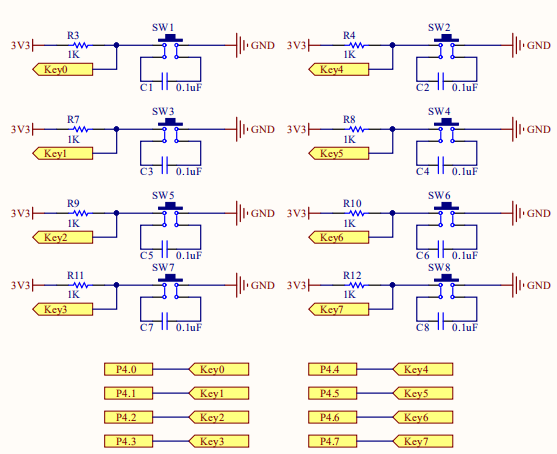 SW1 SW2
R3 R4
3V3 GND 3V3 GND
1K 1K
Key0 Key4
C1 0.1uF C2 0.1uF
SW3 SW4
R7 R8
3V3 GND 3V3 GND
1K 1K
Key1 Key5
C3 0.1uF C4 0.1uF
SW5 SW6
R9 R10
3V3 GND 3V3 GND
1K 1K
Key2 Key6
C5 0.1uF C6 0.1uF
SW7 SW8
R11 R12
3V3 GND 3V3 GND
1K 1K
Key3 Key7
C7 0.1uF C8 0.1uF
P4.0 Key0 P4.4 Key4
P4.1 Key1 P4.5 Key5
P4.2 Key2 P4.6 Key6
P4.3 Key3 P4.7 Key7